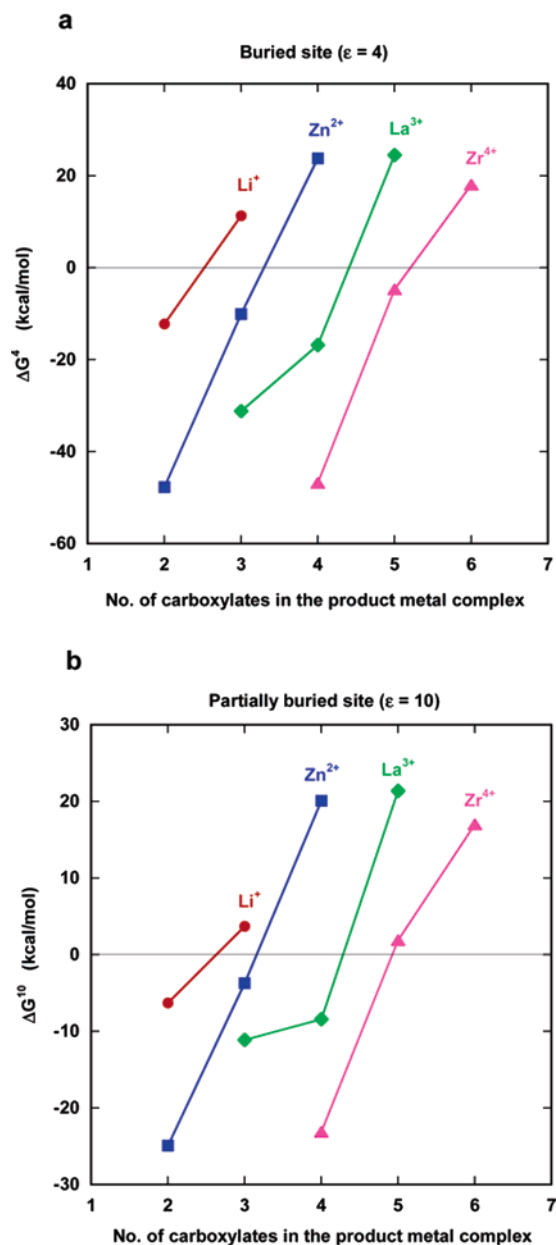 a
Buried site (ε = 4)
40
20
0
-20
-40
-60
ΔG⁴ (kcal/mol)
Li⁺
Zn²⁺
La³⁺
Zr⁴⁺
1 2 3 4 5 6 7
No. of carboxylates in the product metal complex
b
Partially buried site (ε = 10)
30
20
10
0
-10
-20
-30
ΔG¹⁰ (kcal/mol)
Li⁺
Zn²⁺
La³⁺
Zr⁴⁺
1 2 3 4 5 6 7
No. of carboxylates in the product metal complex